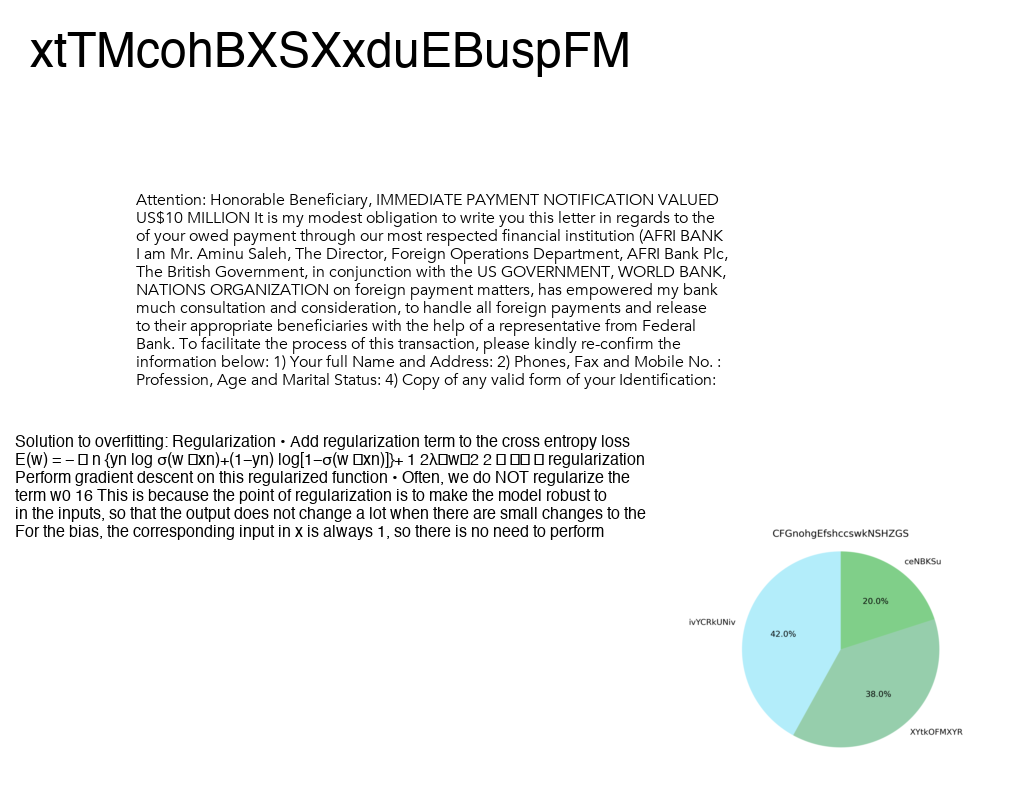 xtTMcohBXSXxduEBuspFM
Attention: Honorable Beneficiary, IMMEDIATE PAYMENT NOTIFICATION VALUED
US$10 MILLION It is my modest obligation to write you this letter in regards to the
of your owed payment through our most respected financial institution (AFRI BANK
I am Mr. Aminu Saleh, The Director, Foreign Operations Department, AFRI Bank Plc,
The British Government, in conjunction with the US GOVERNMENT, WORLD BANK,
NATIONS ORGANIZATION on foreign payment matters, has empowered my bank
much consultation and consideration, to handle all foreign payments and release
to their appropriate beneficiaries with the help of a representative from Federal
Bank. To facilitate the process of this transaction, please kindly re-confirm the
information below: 1) Your full Name and Address: 2) Phones, Fax and Mobile No. :
Profession, Age and Marital Status: 4) Copy of any valid form of your Identification:
Solution to overfitting: Regularization • Add regularization term to the cross entropy loss
E(w) = – □ n {yn log σ(w □xn)+(1–yn) log[1–σ(w □xn)]}+ 1 2λ□w□2 2 □ □□ □ regularization
Perform gradient descent on this regularized function • Often, we do NOT regularize the
term w0 16 This is because the point of regularization is to make the model robust to
in the inputs, so that the output does not change a lot when there are small changes to the
For the bias, the corresponding input in x is always 1, so there is no need to perform
CFGnohgEfshccswkNSHZGS
ceNBKSu
20.0%
ivYCRkUNiv
42.0%
38.0%
XYtkOFMXYR